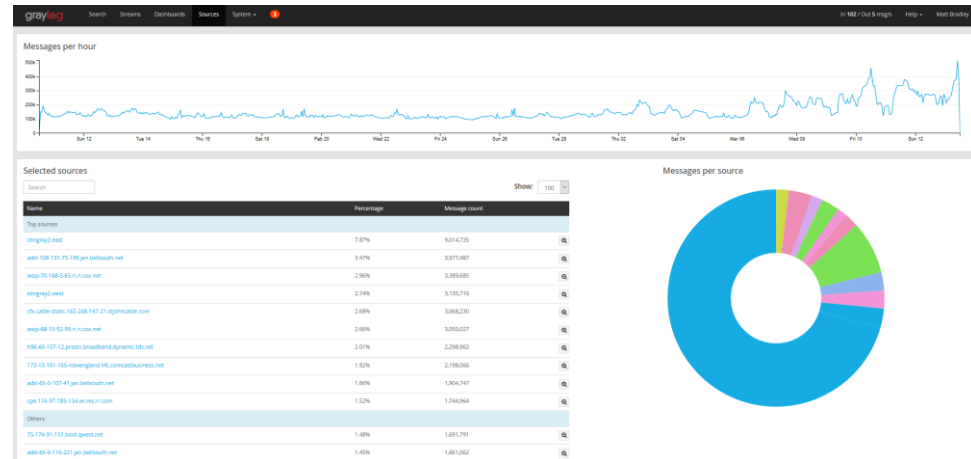 graylog Search Streams Dashboards Sources System 3 In 102 / Out 5 msg/s Help Matt Bradley
Messages per hour
500k
400k
300k
200k
100k
0
Sun 12 Tue 14 Thu 16 Sat 18 Feb 20 Wed 22 Fri 24 Sun 26 Tue 28 Thu 02 Sat 04 Mon 06 Wed 08 Fri 10 Sun 12
Selected sources
Messages per source
Search Show: 100
Name Percentage Message count
Top sources
stingray2.east 7.87% 9,014,735
adsl-108-131-75-199.jan.bellsouth.net 3.47% 3,977,487
wsip-70-168-5-65.ri.ri.cox.net 2.96% 3,389,685
stingray2.west 2.74% 3,135,716
cfx.cable.static.162-248-147-21.stjohncable.com 2.68% 3,068,230
wsip-68-15-52-99.ri.ri.cox.net 2.66% 3,050,027
h96-60-157-12.prsstn.broadband.dynamic.tds.net 2.01% 2,298,962
173-13-101-165-newengland.hfc.comcastbusiness.net 1.92% 2,198,066
adsl-65-0-107-41.jan.bellsouth.net 1.66% 1,904,747
cpe-174-97-185-134.we.res.rr.com 1.52% 1,744,964
Others
75-174-91-151.boid.qwest.net 1.48% 1,691,791
adsl-65-0-116-221.jan.bellsouth.net 1.45% 1,661,062